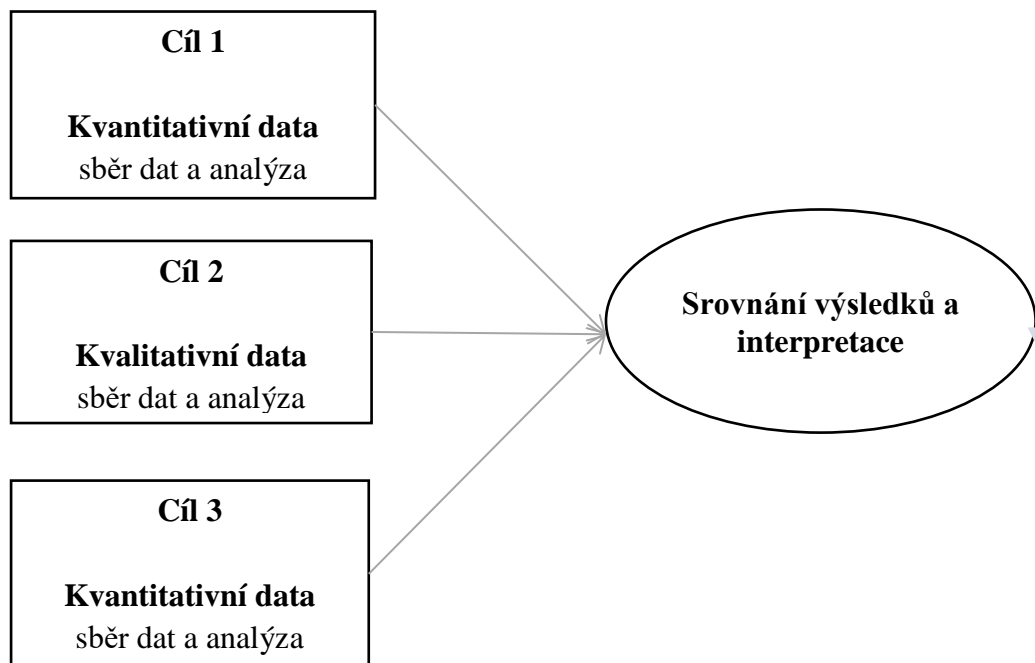 Cíl 1
Kvantitativní data
sběr dat a analýza
Cíl 2
Kvalitativní data
sběr dat a analýza
Cíl 3
Kvantitativní data
sběr dat a analýza
Srovnání výsledků a
interpretace